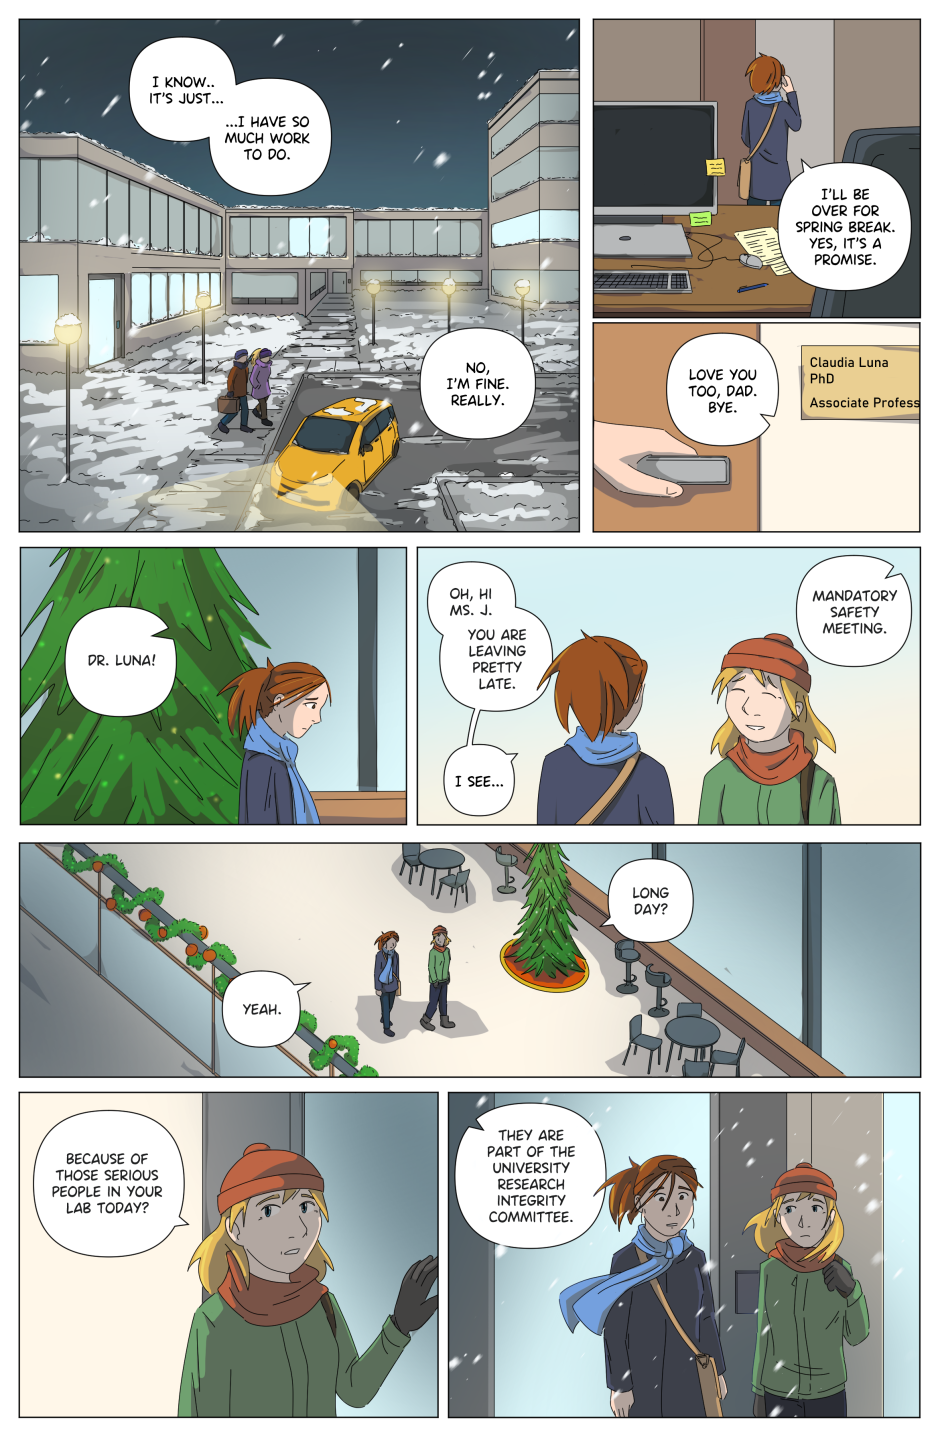 I KNOW..
IT'S JUST...
...I HAVE SO
MUCH WORK
TO DO.
NO,
I'M FINE.
REALLY.
I'LL BE
OVER FOR
SPRING BREAK.
YES, IT'S A
PROMISE.
LOVE YOU
TOO, DAD.
BYE.
Claudia Luna
PhD
Associate Profess
DR. LUNA!
OH, HI
MS. J.
YOU ARE
LEAVING
PRETTY
LATE.
I SEE...
MANDATORY
SAFETY
MEETING.
LONG
DAY?
YEAH.
BECAUSE OF
THOSE SERIOUS
PEOPLE IN YOUR
LAB TODAY?
THEY ARE
PART OF THE
UNIVERSITY
RESEARCH
INTEGRITY
COMMITTEE.